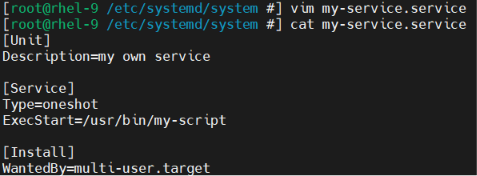 [root@rhel-9 /etc/systemd/system #] vim my-service.service
[root@rhel-9 /etc/systemd/system #] cat my-service.service
[Unit]
Description=my own service

[Service]
Type=oneshot
ExecStart=/usr/bin/my-script

[Install]
WantedBy=multi-user.target